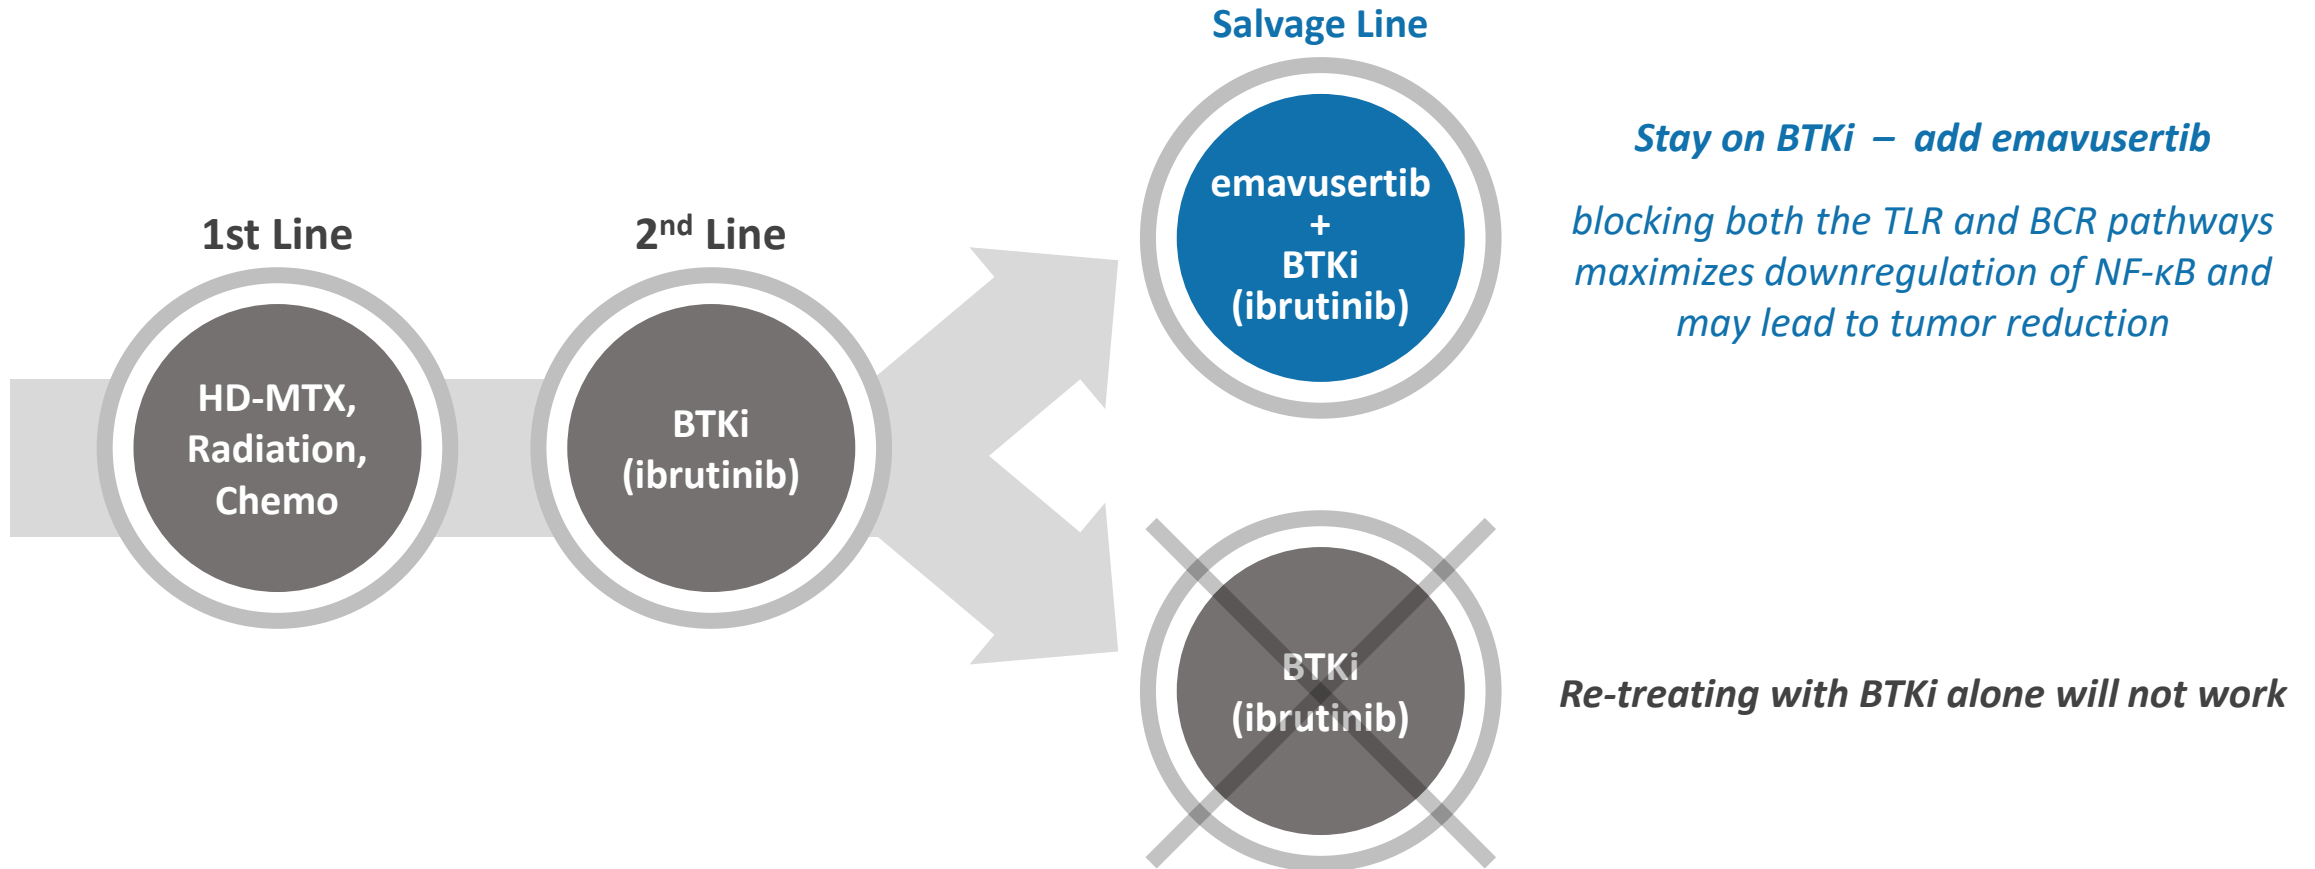 1st Line
HD-MTX,
Radiation,
Chemo
2nd Line
BTKi
(ibrutinib)
Salvage Line
emavusertib
+
BTKi
(ibrutinib)
Stay on BTKi – add emavusertib
blocking both the TLR and BCR pathways
maximizes downregulation of NF-κB and
may lead to tumor reduction
BTKi
(ibrutinib)
Re-treating with BTKi alone will not work